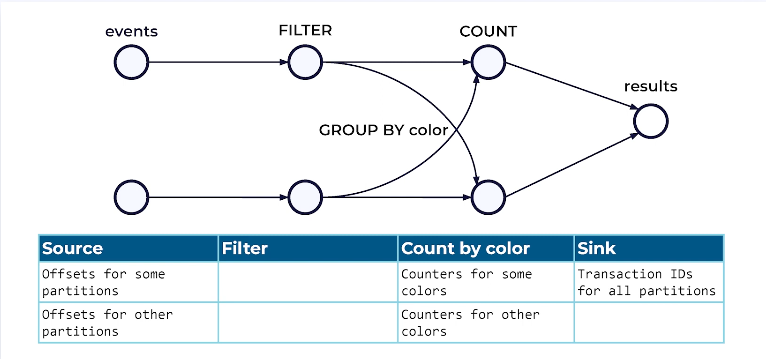 events
FILTER
COUNT
results
GROUP BY color
Source
Filter
Count by color
Sink
Offsets for some
partitions
Counters for some
colors
Transaction IDs
for all partitions
Offsets for other
partitions
Counters for other
colors